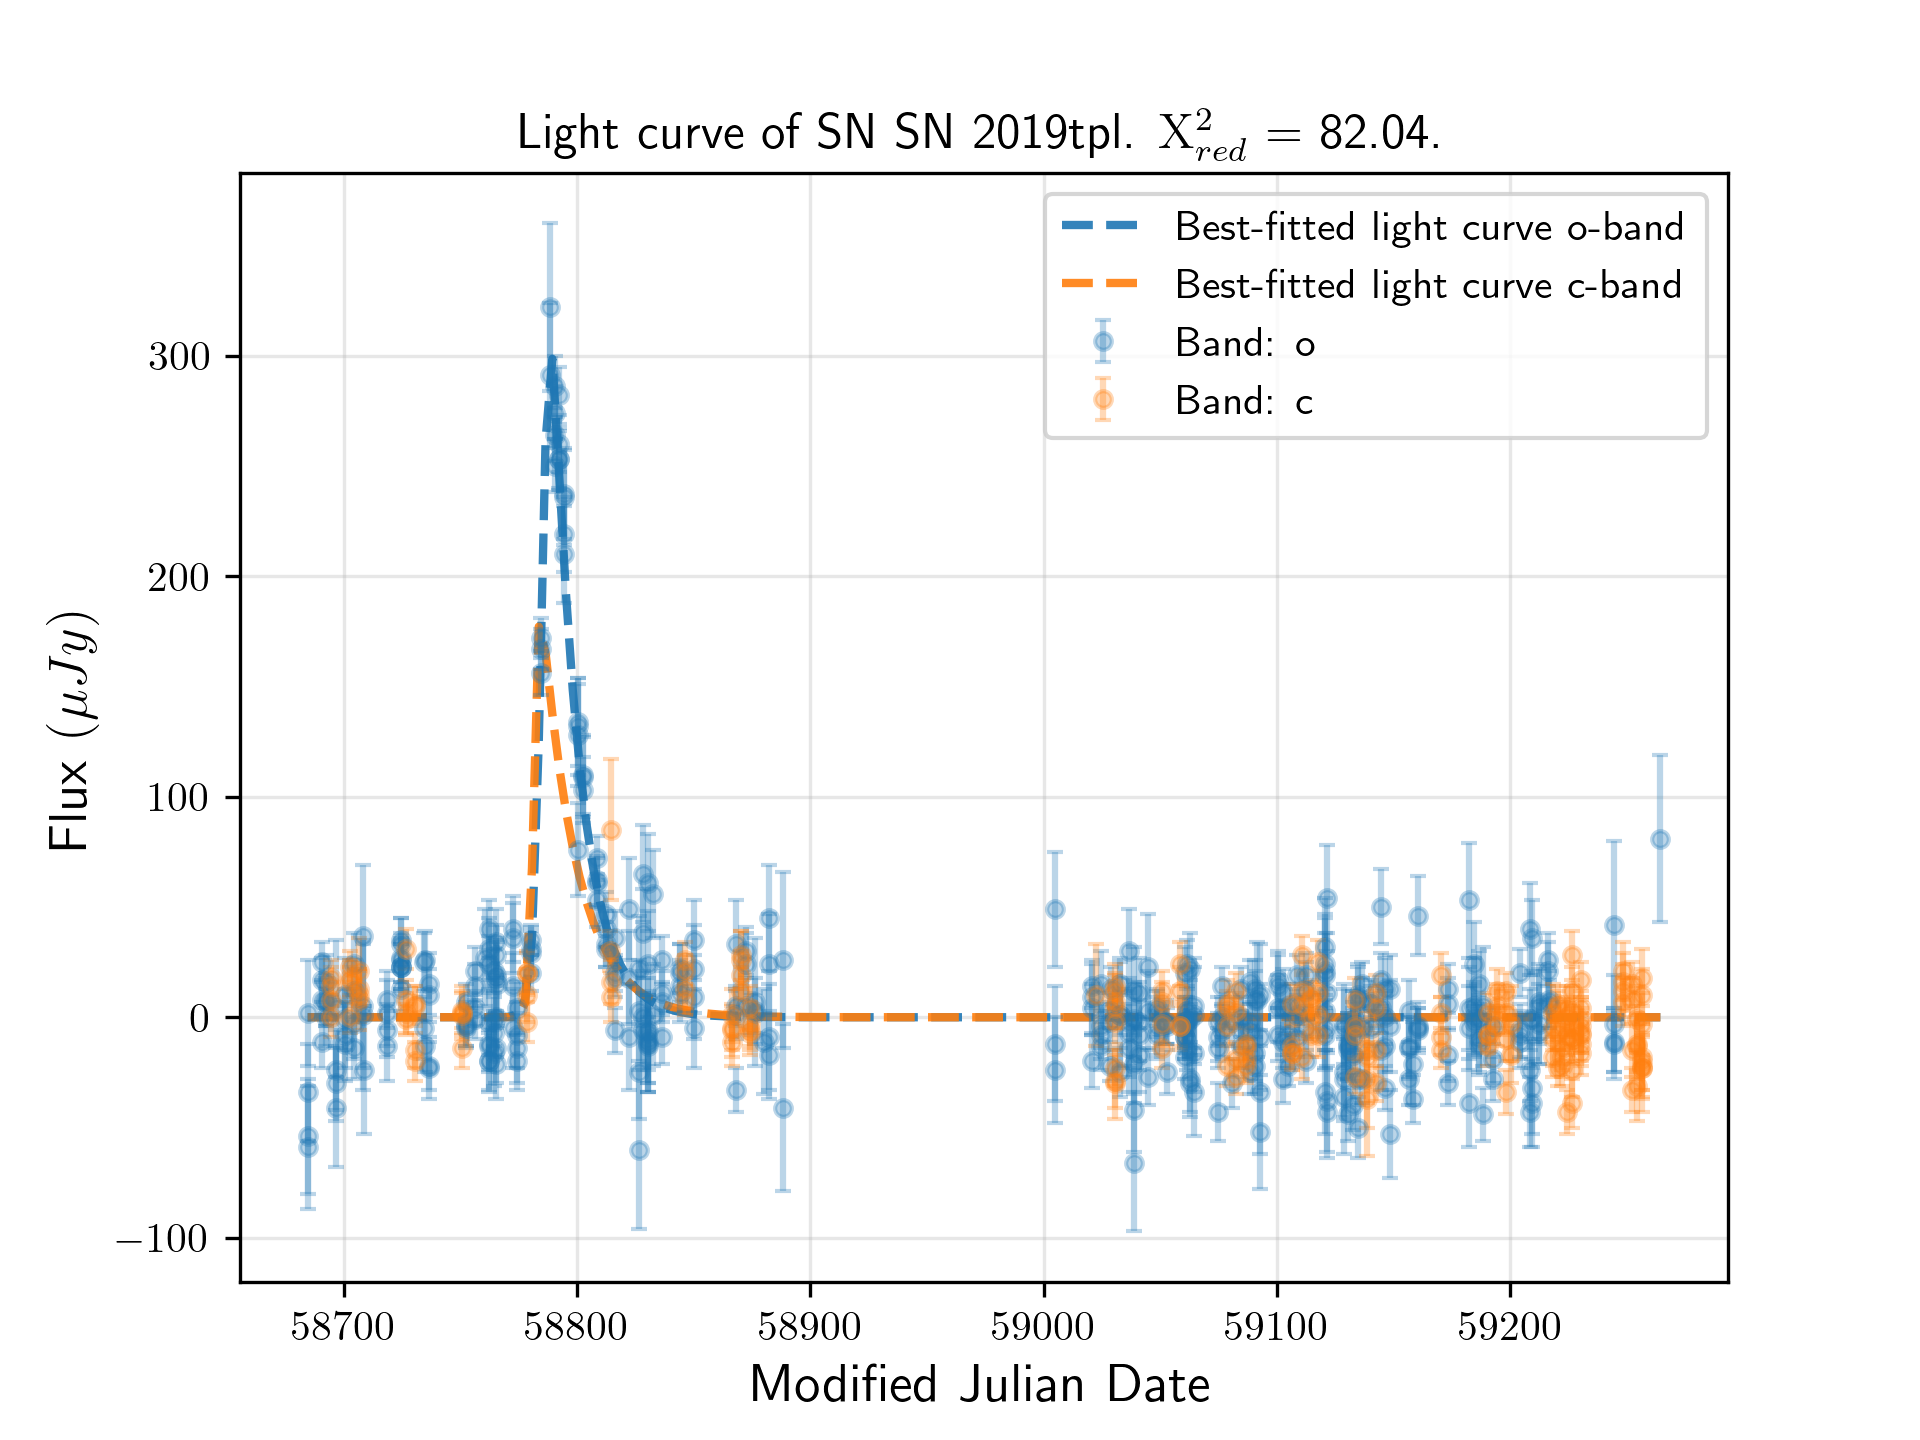 Light curve of SN SN 2019tpl. X²_red = 82.04.
Best-fitted light curve o-band
Best-fitted light curve c-band
Band: o
Band: c
Flux (μJy)
300
200
100
0
−100
58700 58800 58900 59000 59100 59200
Modified Julian Date